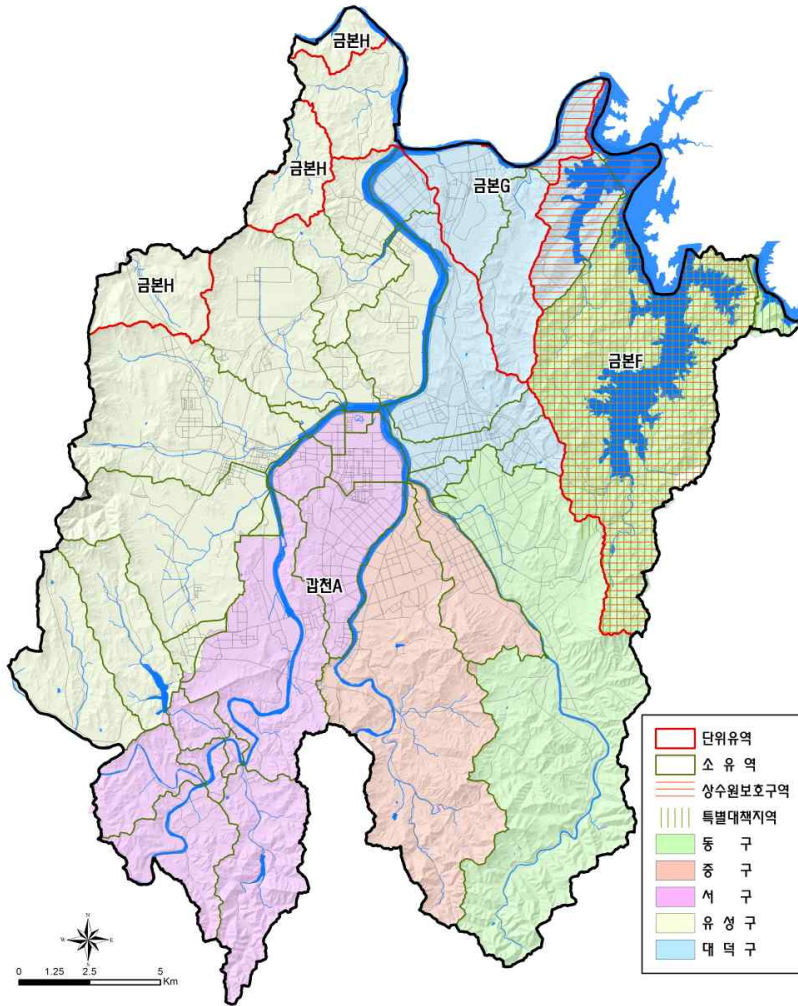 금본H
금본H
금본G
금본H
금본F
갑천A
단위유역
소 유 역
상수원보호구역
특별대책지역
동 구
중 구
서 구
유 성 구
대 덕 구
N
W E
S
0 1.25 2.5 5
Km